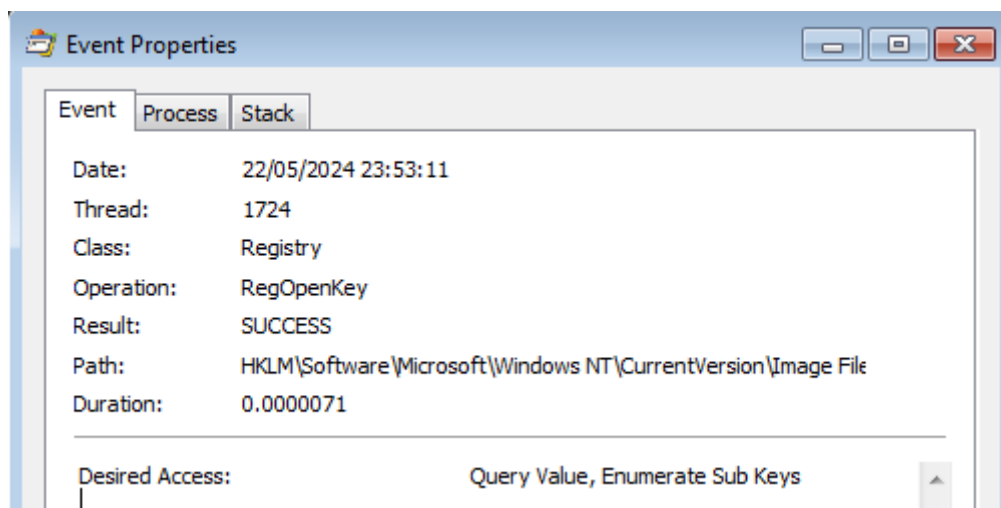 Event Properties
Event Process Stack
Date: 22/05/2024 23:53:11
Thread: 1724
Class: Registry
Operation: RegOpenKey
Result: SUCCESS
Path: HKLM\Software\Microsoft\Windows NT\CurrentVersion\Image File
Duration: 0.0000071
Desired Access: Query Value, Enumerate Sub Keys